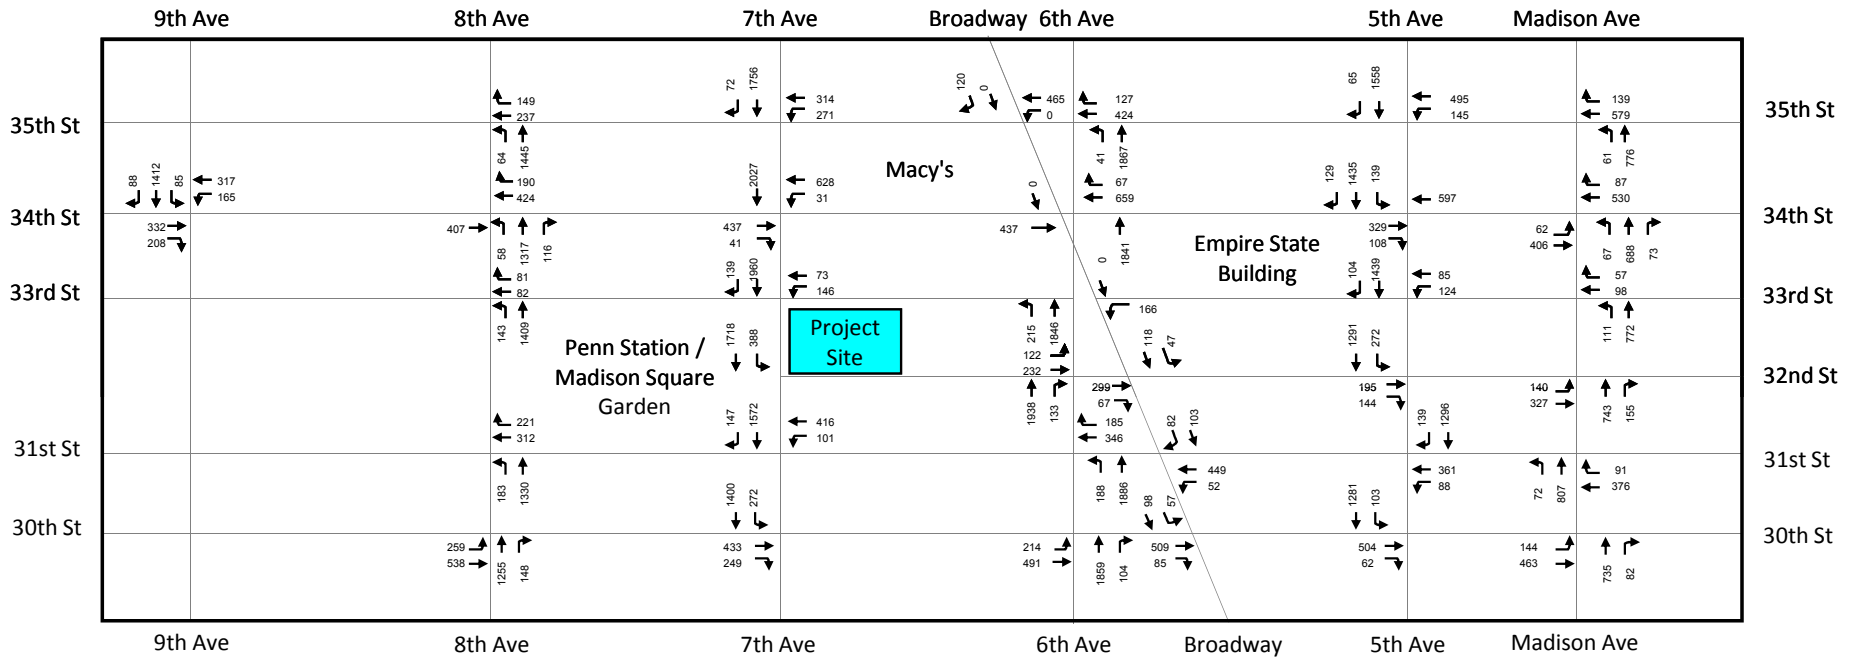 9th Ave 8th Ave 7th Ave Broadway 6th Ave 5th Ave Madison Ave
72 1756 120 0 65 1558
149 314 465 127 495 139
237 271 0 424 145 579
35th St 35th St
64 1445 41 1867 61 776
Macy's
88 1412 85 317 190 2027 628 0 67 129 1435 139 87
165 424 31 659 597 530
34th St 34th St
332 407 437 437 329 62
208 41 108 406
58 1317 116 1841 67 688 73
Empire State
Building
81 139 1960 73 0 104 1439 85 57
82 146 124 98
33rd St 33rd St
143 1409 215 1846 166 111 772
Project
Site
Penn Station /
Madison Square
Garden
1718 388 122 118 47 1291 272
232
32nd St
299 195 140
67 144 327
1938 133 743 155
221 147 1572 416 185 82 103 139 1296
312 101 346
31st St 31st St
183 1330 188 1886 449 361 72 807 91
52 88 376
1400 272 98 57 1281 103
30th St 30th St
259 433 214 509 504 144
538 249 491 85 62 463
1255 148 1859 104 735 82
9th Ave 8th Ave 7th Ave 6th Ave Broadway 5th Ave Madison Ave